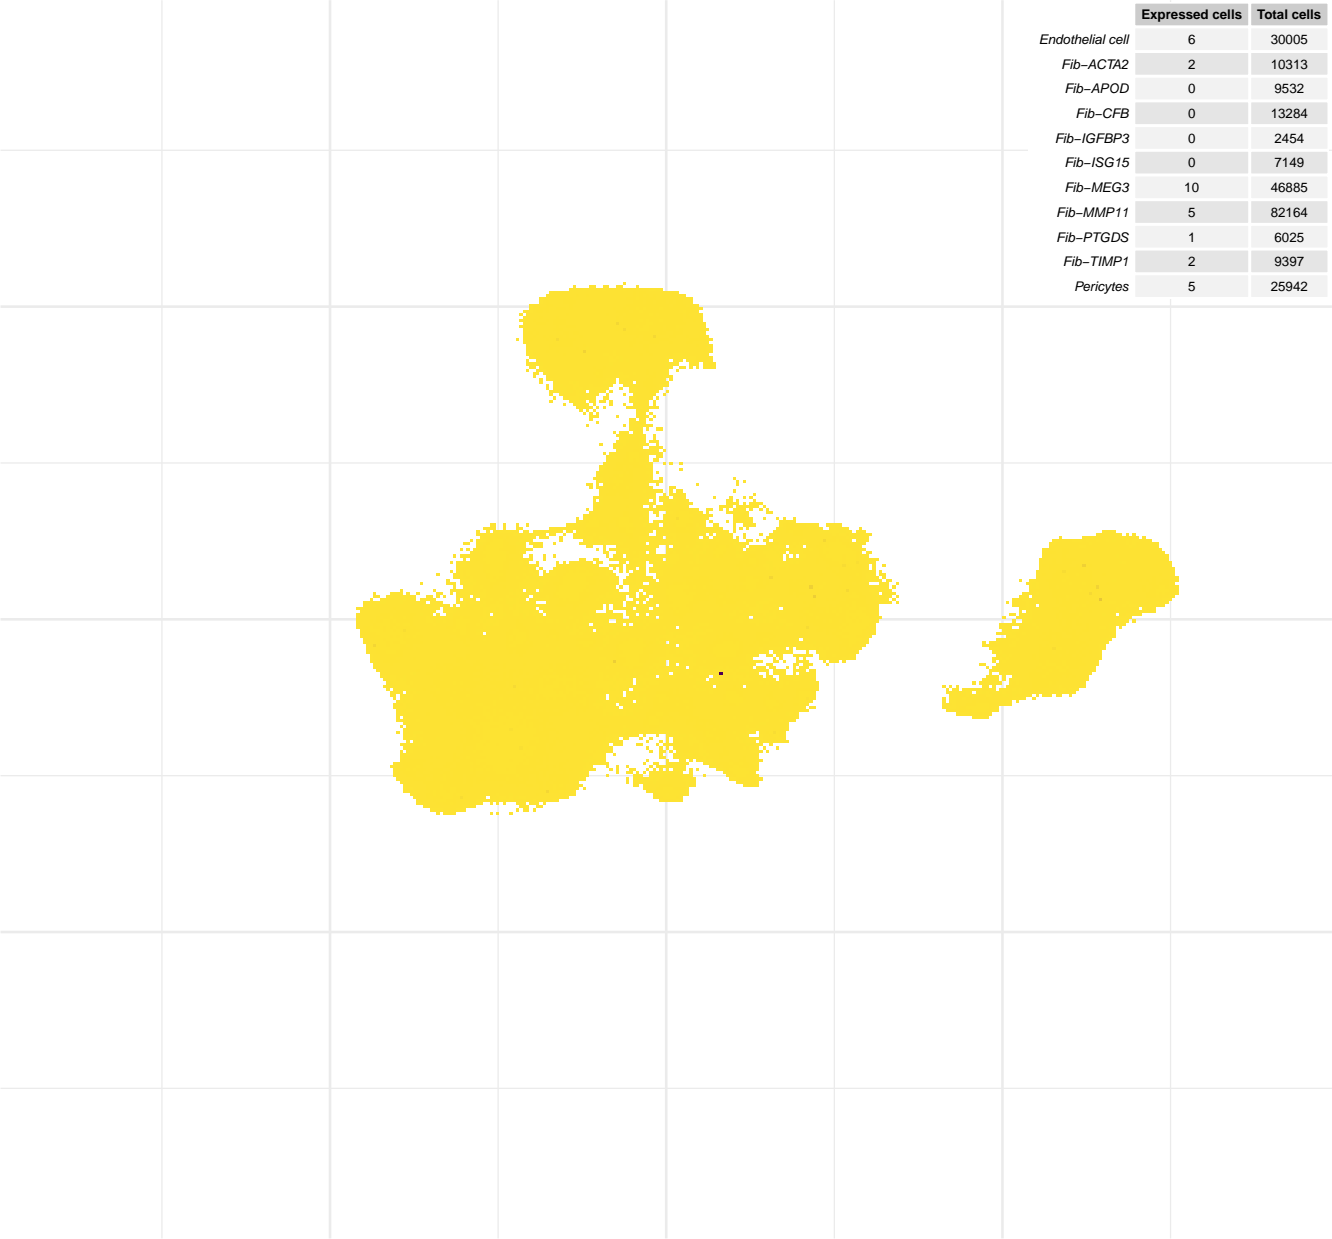 Expressed cells Total cells
Endothelial cell 6 30005
Fib−ACTA2 2 10313
Fib−APOD 0 9532
Fib−CFB 0 13284
Fib−IGFBP3 0 2454
Fib−ISG15 0 7149
Fib−MEG3 10 46885
Fib−MMP11 5 82164
Fib−PTGDS 1 6025
Fib−TIMP1 2 9397
Pericytes 5 25942